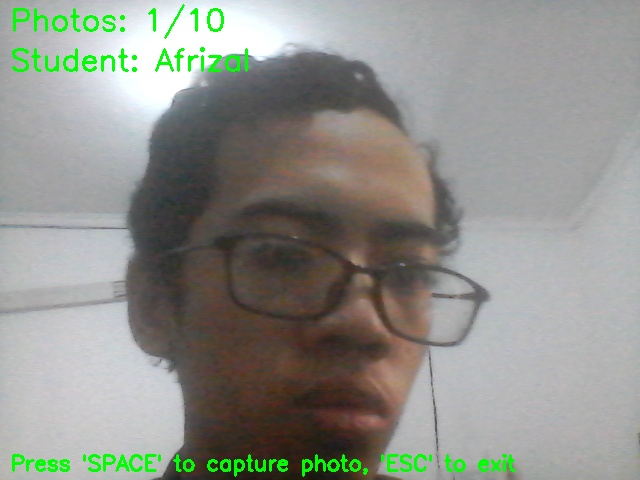 Photos: 1/10
Student: Afrizal
Press 'SPACE' to capture photo, 'ESC' to exit